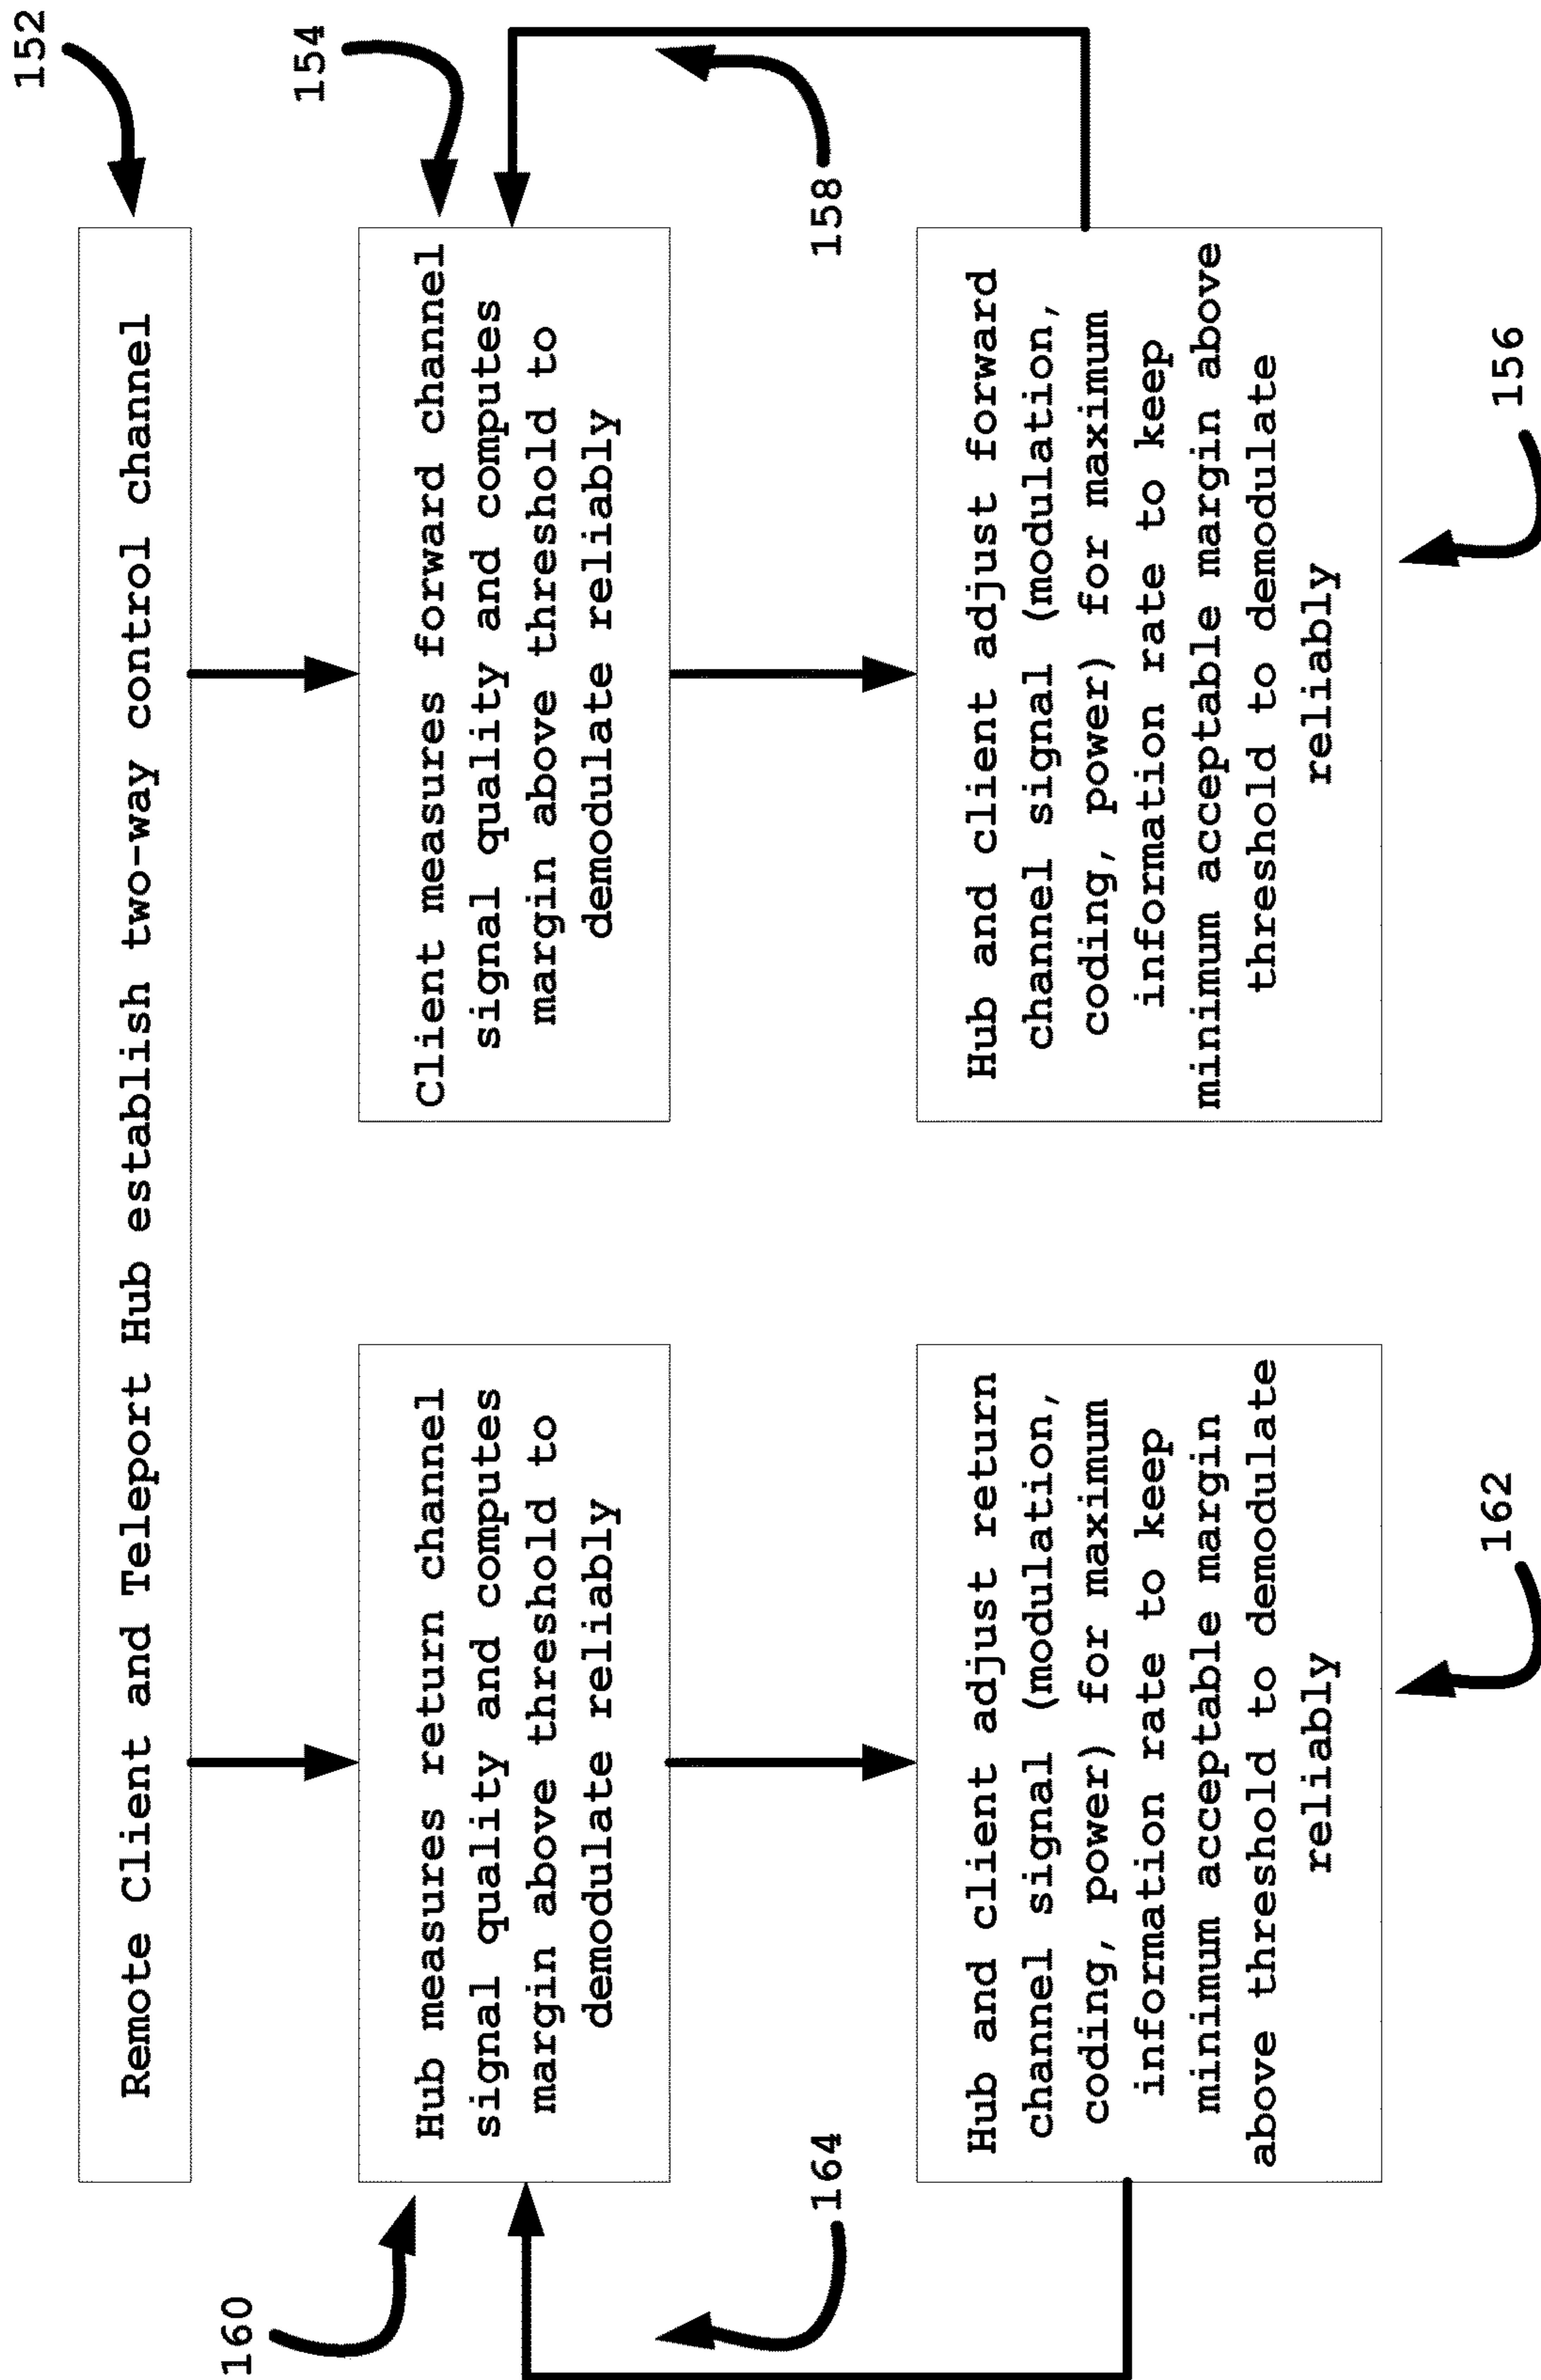 152
Remote Client and Teleport Hub establish two-way control channel
160
Hub measures return channel
signal quality and computes
margin above threshold to
demodulate reliably
154
Client measures forward channel
signal quality and computes
margin above threshold to
demodulate reliably
164
158
Hub and client adjust return
channel signal (modulation,
coding, power) for maximum
information rate to keep
minimum acceptable margin
above threshold to demodulate
reliably
162
Hub and client adjust forward
channel signal (modulation,
coding, power) for maximum
information rate to keep
minimum acceptable margin above
threshold to demodulate
reliably
156